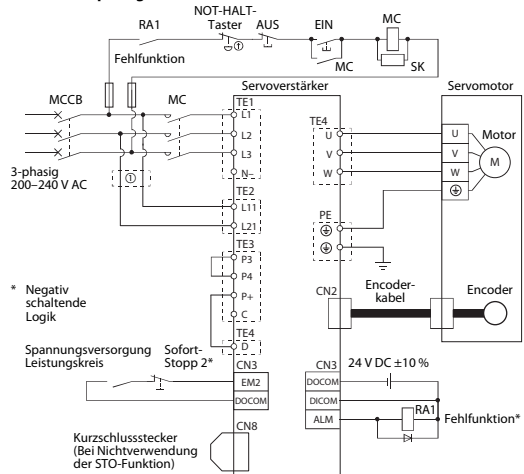 NOT-HALT-
Taster
RA1
AUS
EIN
MC
①
Fehlfunktion
MC
SK
MCCB
MC
Servoverstärker
Servomotor
TE1
L1
L2
L3
N–
3-phasig
200–240 V AC
①
TE2
L11
L21
TE3
P3
P4
P+
C
TE4
D
TE4
U
V
W
PE
U
V
W
Motor
M
CN2
Encoder-
kabel
Encoder
* Negativ
schaltende
Logik
Spannungsversorgung
Leistungskreis
Sofort-
Stopp 2*
CN3
EM2
DOCOM
CN8
Kurzschlussstecker
(Bei Nichtverwendung
der STO-Funktion)
CN3
24 V DC ±10 %
DOCOM
DICOM
ALM
RA1
Fehlfunktion*